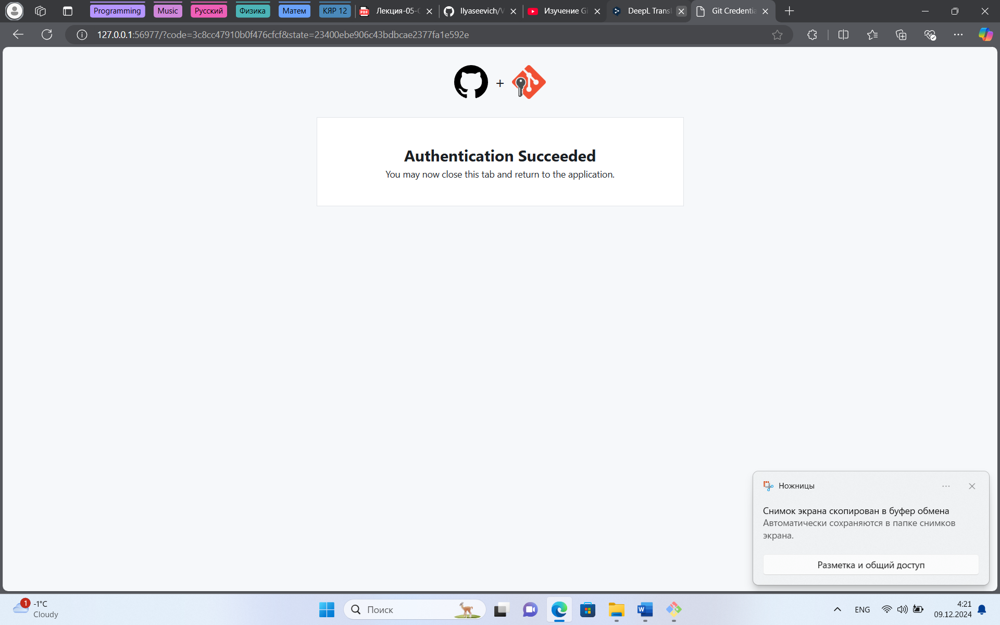 Programming
Music
Русский
Физика
Матем
КЯР 12
Лекция-05-
Ilyaseevich/
Изучение Gi
DeepL Trans
Git Credentia
127.0.0.1:56977/?code=3c8cc47910b0f476cfcf&state=23400ebe906c43bdbcae2377fa1e592e
+
Authentication Succeeded
You may now close this tab and return to the application.
Ножницы
Снимок экрана скопирован в буфер обмена
Автоматически сохраняются в папке снимков
экрана.
Разметка и общий доступ
1
-1°C
Cloudy
Поиск
ENG
4:21
09.12.2024